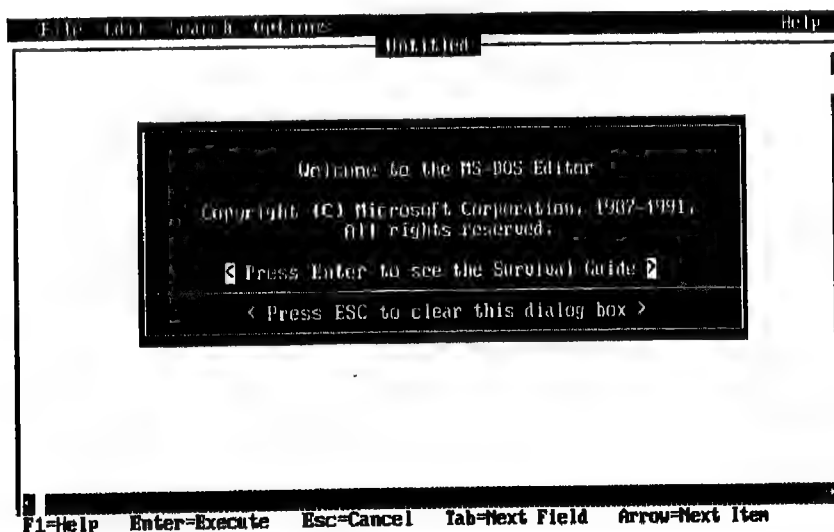 File Edit Search Options Help
Untitled
Welcome to the MS-DOS Editor
Copyright (C) Microsoft Corporation, 1987-1991.
All rights reserved.
< Press Enter to see the Survival Guide >
< Press ESC to clear this dialog box >
F1=Help Enter=Execute Esc=Cancel Tab=Next Field Arrow=Next Item